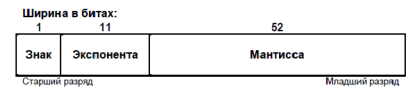 Ширина в битах:
1 11 52
Знак Экспонента Мантисса
Старший разряд Младший разряд